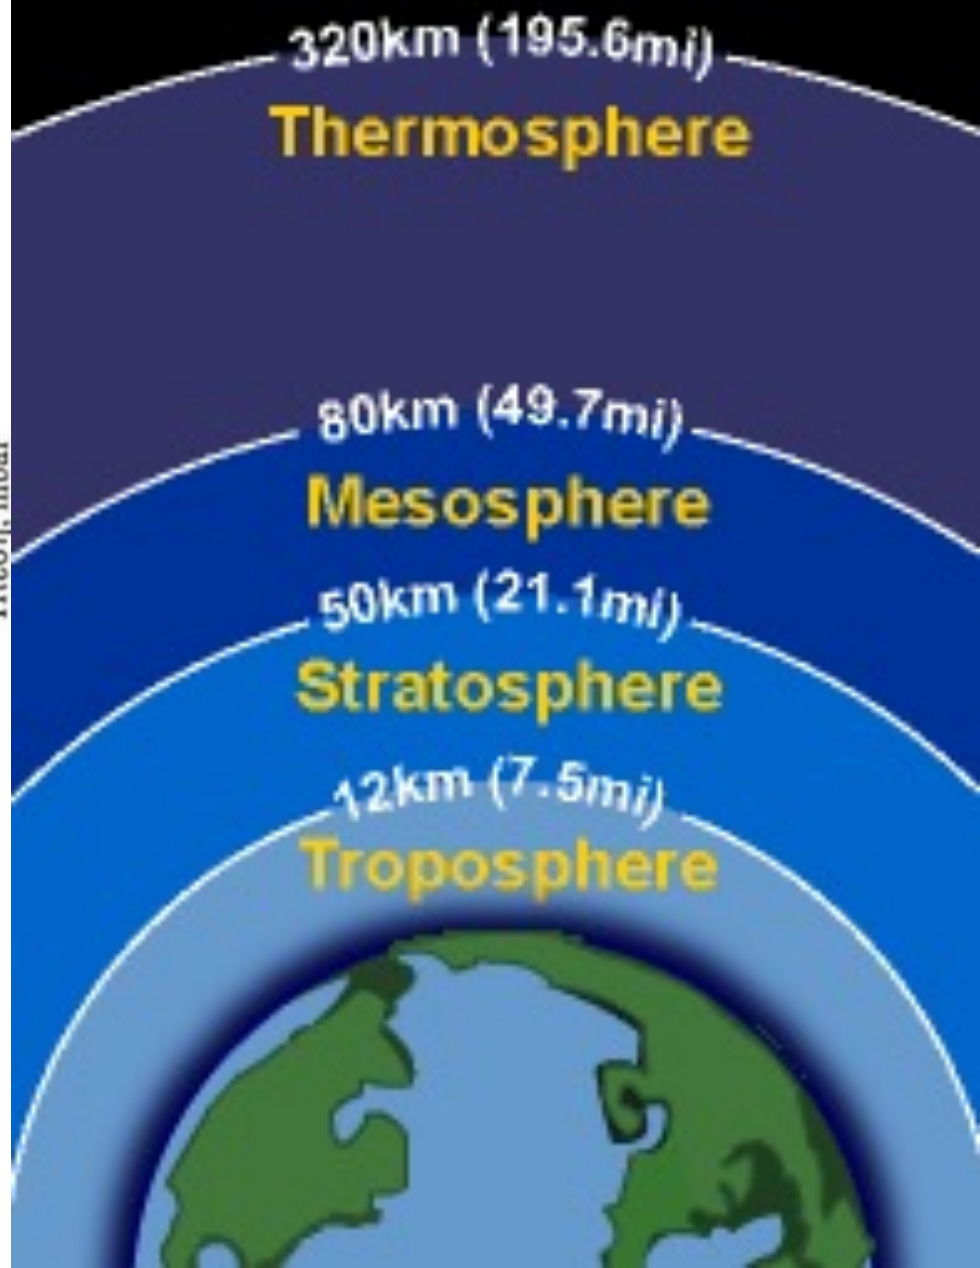 320km (195.6mi)
Thermosphere
80km (49.7mi)
Mesosphere
50km (21.1mi)
Stratosphere
12km (7.5mi)
Troposphere